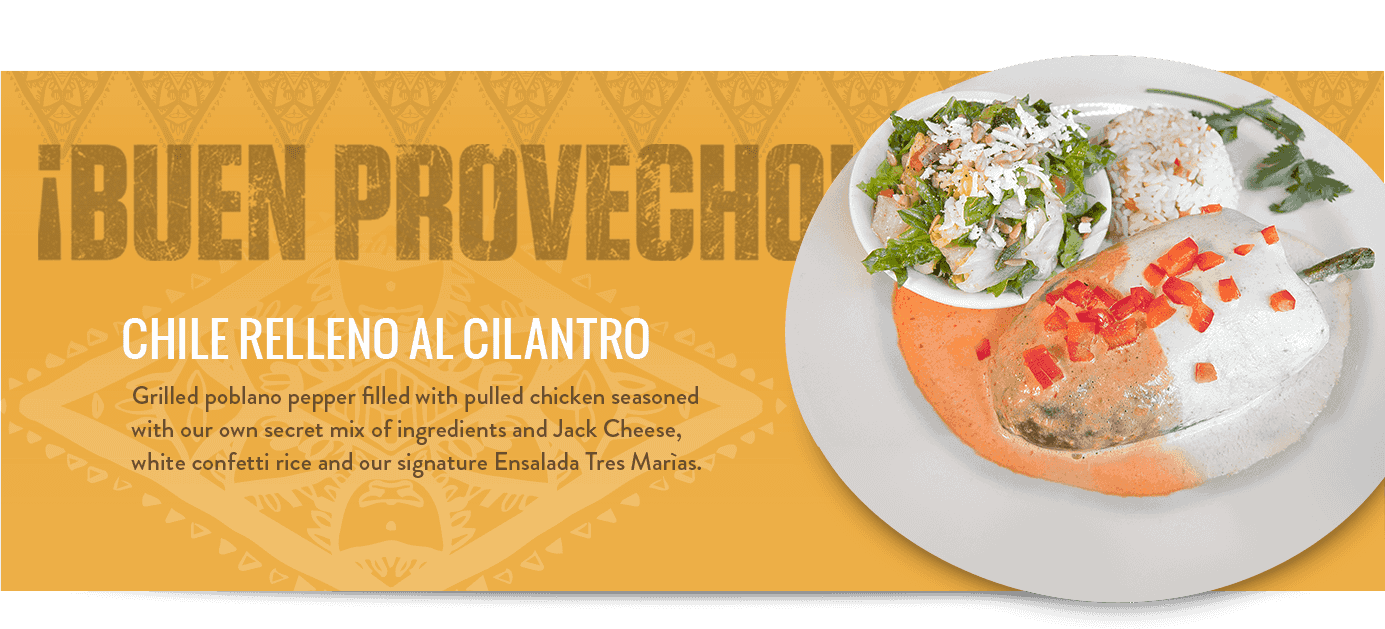 ¡BUEN PROVECHO!
CHILE RELLENO AL CILANTRO
Grilled poblano pepper filled with pulled chicken seasoned
with our own secret mix of ingredients and Jack Cheese,
white confetti rice and our signature Ensalada Tres Marìas.